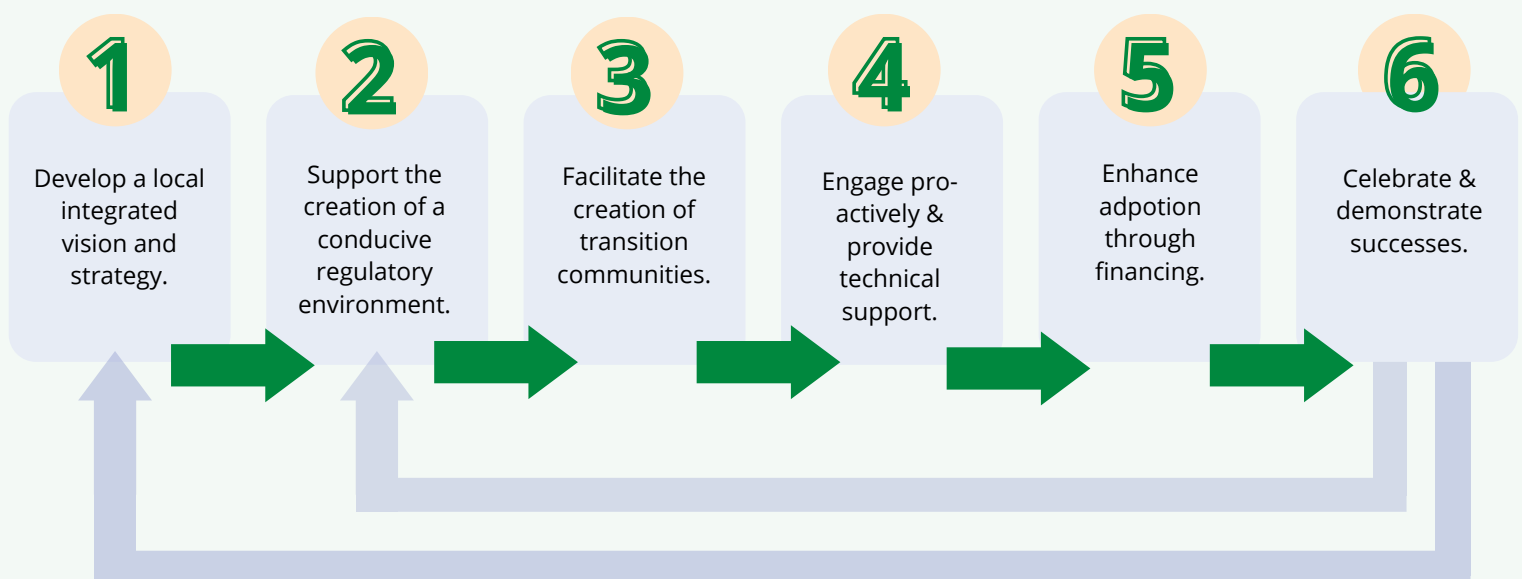 1
Develop a local
integrated
vision and
strategy.
2
Support the
creation of a
conducive
regulatory
environment.
3
Facilitate the
creation of
transition
communities.
4
Engage pro-
actively &
provide
technical
support.
5
Enhance
adpotion
through
financing.
6
Celebrate &
demonstrate
successes.